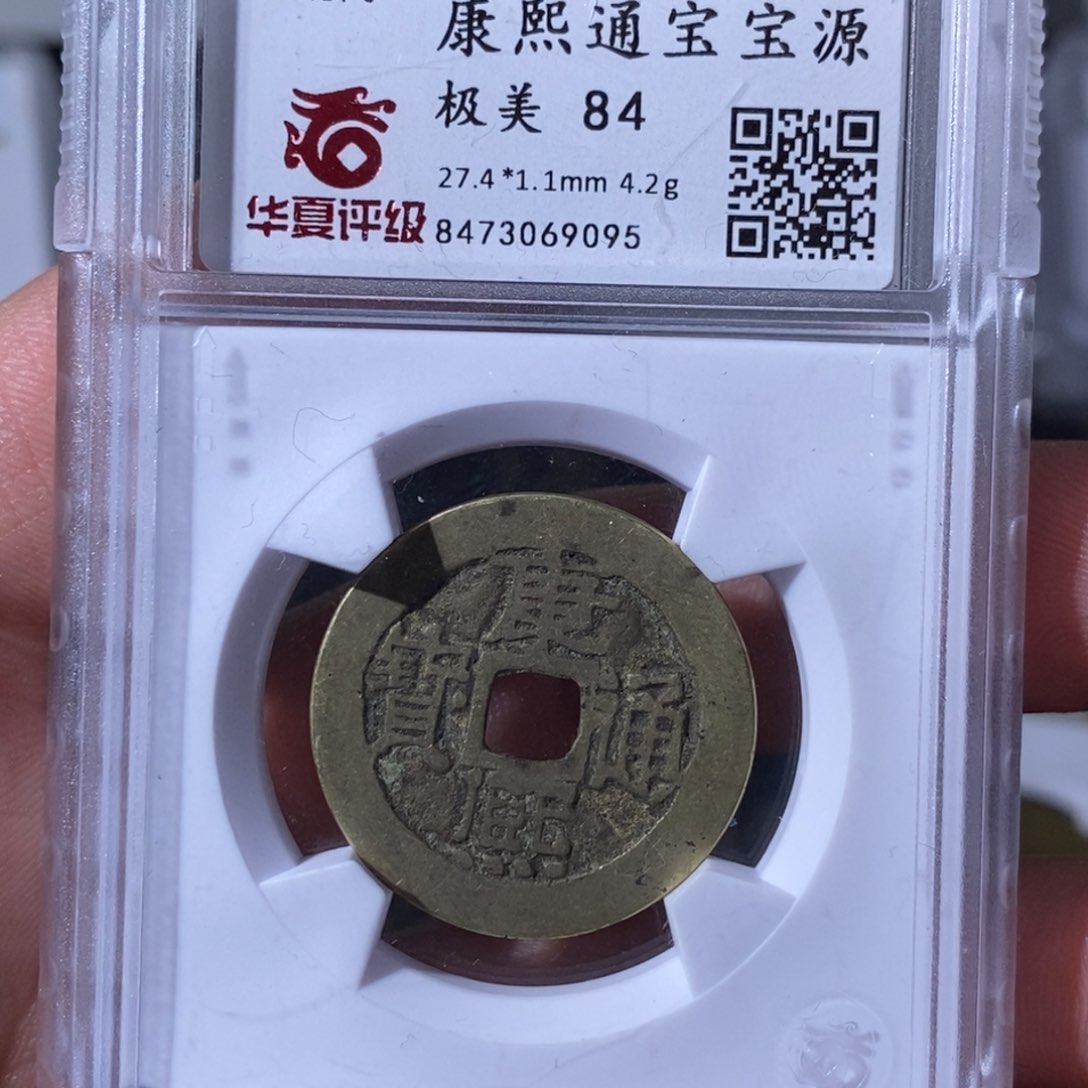 康熙通宝宝源
极美 84
27.4*1.1mm 4.2g
华夏评级
8473069095
康熙通寶